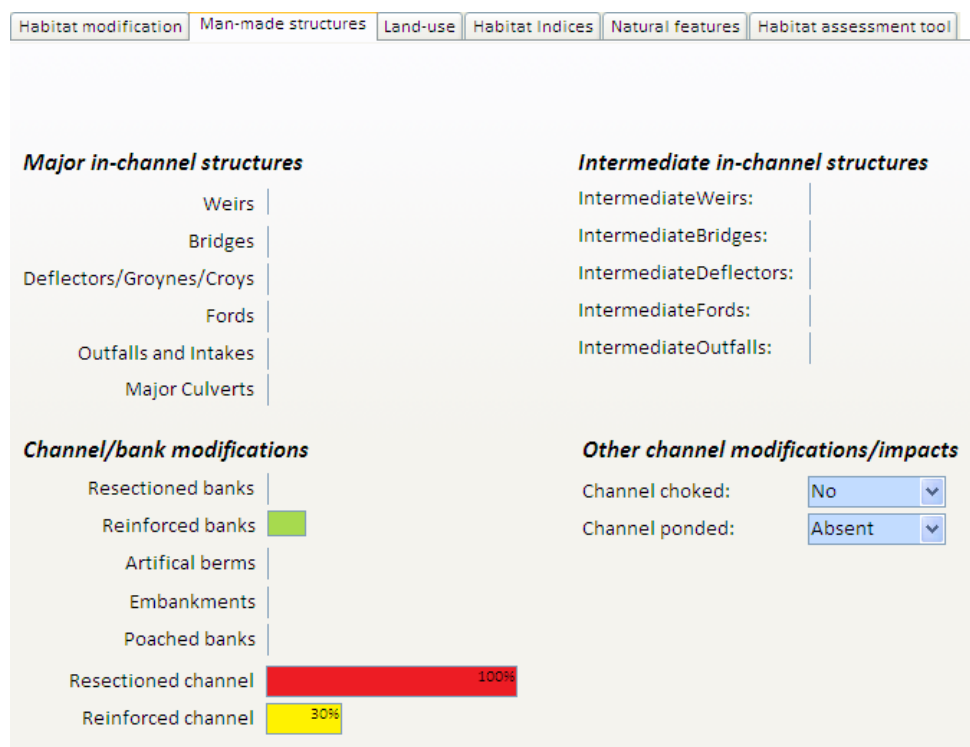 Habitat modification Man-made structures Land-use Habitat Indices Natural features Habitat assessment tool
Major in-channel structures
Weirs
Bridges
Deflectors/Groynes/Croys
Fords
Outfalls and Intakes
Major Culverts
Intermediate in-channel structures
IntermediateWeirs:
IntermediateBridges:
IntermediateDeflectors:
IntermediateFords:
IntermediateOutfalls:
Channel/bank modifications
Resectioned banks
Reinforced banks
Artifical berms
Embankments
Poached banks
Resectioned channel 100%
Reinforced channel 30%
Other channel modifications/impacts
Channel choked: No
Channel ponded: Absent